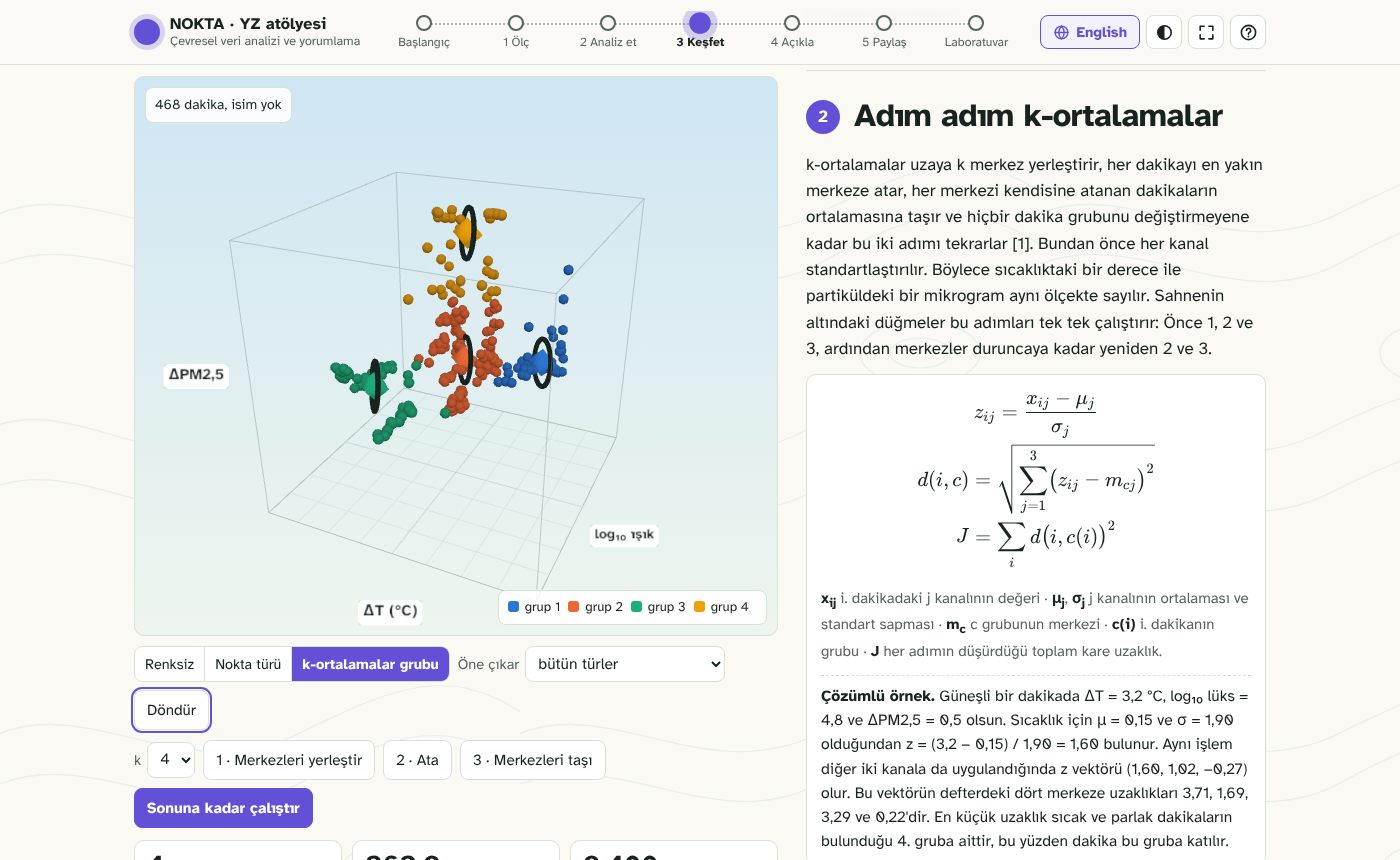 NOKTA · YZ atölyesi
Çevresel veri analizi ve yorumlama
Başlangıç
1 Ölç
2 Analiz et
3 Keşfet
4 Açıkla
5 Paylaş
Laboratuvar
English
468 dakika, isim yok
ΔPM2,5
log₁₀ ışık
ΔT (°C)
grup 1 grup 2 grup 3 grup 4
Renksiz Nokta türü k-ortalamalar grubu Öne çıkar bütün türler
Döndür
k 4 1 · Merkezleri yerleştir 2 · Ata 3 · Merkezleri taşı
Sonuna kadar çalıştır
2 Adım adım k-ortalamalar
k-ortalamalar uzaya k merkez yerleştirir, her dakikayı en yakın
merkeze atar, her merkezi kendisine atanan dakikaların
ortalamasına taşır ve hiçbir dakika grubunu değiştirmeyene
kadar bu iki adımı tekrarlar [1]. Bundan önce her kanal
standartlaştırılır. Böylece sıcaklıktaki bir derece ile
partiküldeki bir mikrogram aynı ölçekte sayılır. Sahnenin
altındaki düğmeler bu adımları tek tek çalıştırır: Önce 1, 2 ve
3, ardından merkezler duruncaya kadar yeniden 2 ve 3.
z_ij = (x_ij − μ_j) / σ_j
d(i, c) = √(∑_{j=1}^{3} (z_ij − m_cj)²)
J = ∑_i d(i, c(i))²
x_ij i. dakikadaki j kanalının değeri · μ_j, σ_j j kanalının ortalaması ve
standart sapması · m_c c grubunun merkezi · c(i) i. dakikanın
grubu · J her adımın düşürdüğü toplam kare uzaklık.
Çözümlü örnek. Güneşli bir dakikada ΔT = 3,2 °C, log₁₀ lüks =
4,8 ve ΔPM2,5 = 0,5 olsun. Sıcaklık için μ = 0,15 ve σ = 1,90
olduğundan z = (3,2 − 0,15) / 1,90 = 1,60 bulunur. Aynı işlem
diğer iki kanala da uygulandığında z vektörü (1,60, 1,02, −0,27)
olur. Bu vektörün defterdeki dört merkeze uzaklıkları 3,71, 1,69,
3,29 ve 0,22'dir. En küçük uzaklık sıcak ve parlak dakikaların
bulunduğu 4. gruba aittir, bu yüzden dakika bu gruba katılır.